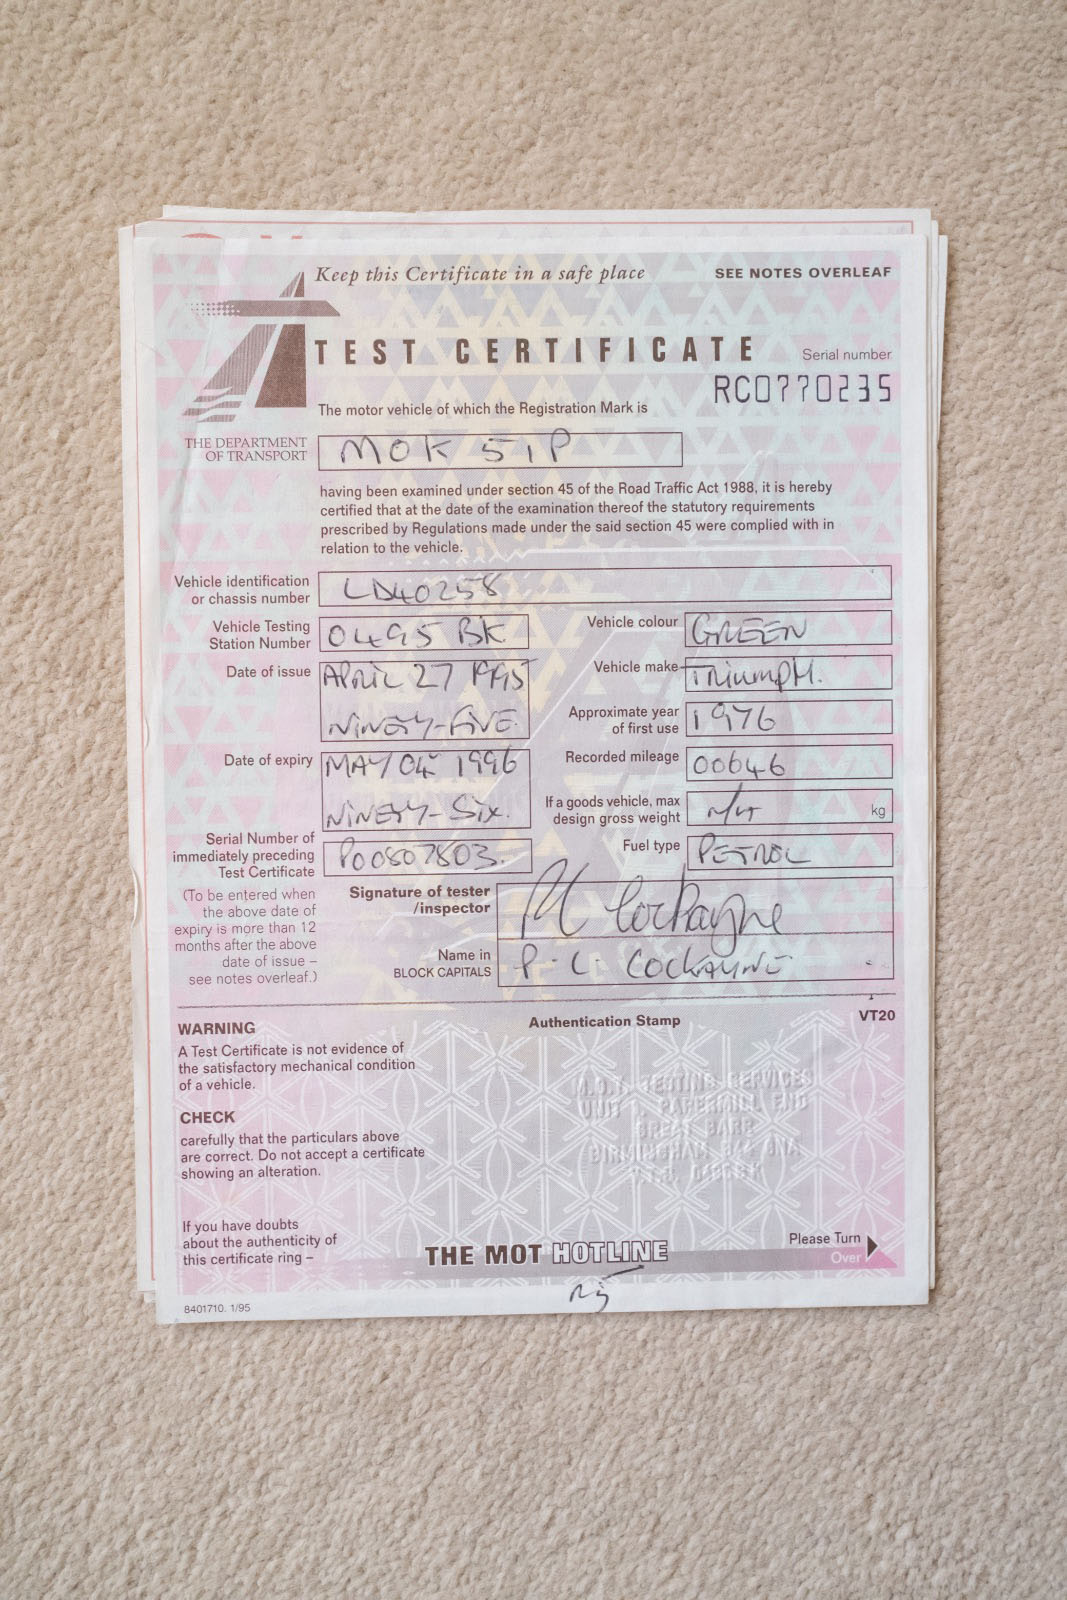 Keep this Certificate in a safe place
SEE NOTES OVERLEAF
TEST CERTIFICATE
Serial number
RC0770235
The motor vehicle of which the Registration Mark is
THE DEPARTMENT
OF TRANSPORT
MOK 51P
having been examined under section 45 of the Road Traffic Act 1988, it is hereby
certified that at the date of the examination thereof the statutory requirements
prescribed by Regulations made under the said section 45 were complied with in
relation to the vehicle.
Vehicle identification
or chassis number
LD40258
Vehicle Testing
Station Number
0495 BK
Vehicle colour
GREEN
Date of issue
APRIL 27 1995
NINETY-FIVE
Vehicle make
TRIUMPH.
Approximate year
of first use
1976
Date of expiry
MAY 04 1996
NINETY-SIX.
Recorded mileage
00646
If a goods vehicle, max
design gross weight
kg
Serial Number of
immediately preceding
Test Certificate
P00807803.
Fuel type
PETROL
(To be entered when
the above date of
expiry is more than 12
months after the above
date of issue –
see notes overleaf.)
Signature of tester
/inspector
Cockayne
Name in
BLOCK CAPITALS
P. C. COCKAYNE
VT20
WARNING
A Test Certificate is not evidence of
the satisfactory mechanical condition
of a vehicle.
Authentication Stamp
M.O.T. TESTING SERVICES
UNIT PAPERMILL END
GREAT BARR
BIRMINGHAM
CHECK
carefully that the particulars above
are correct. Do not accept a certificate
showing an alteration.
If you have doubts
about the authenticity of
this certificate ring –
THE MOT HOTLINE
Please Turn
Over
8401710. 1/95